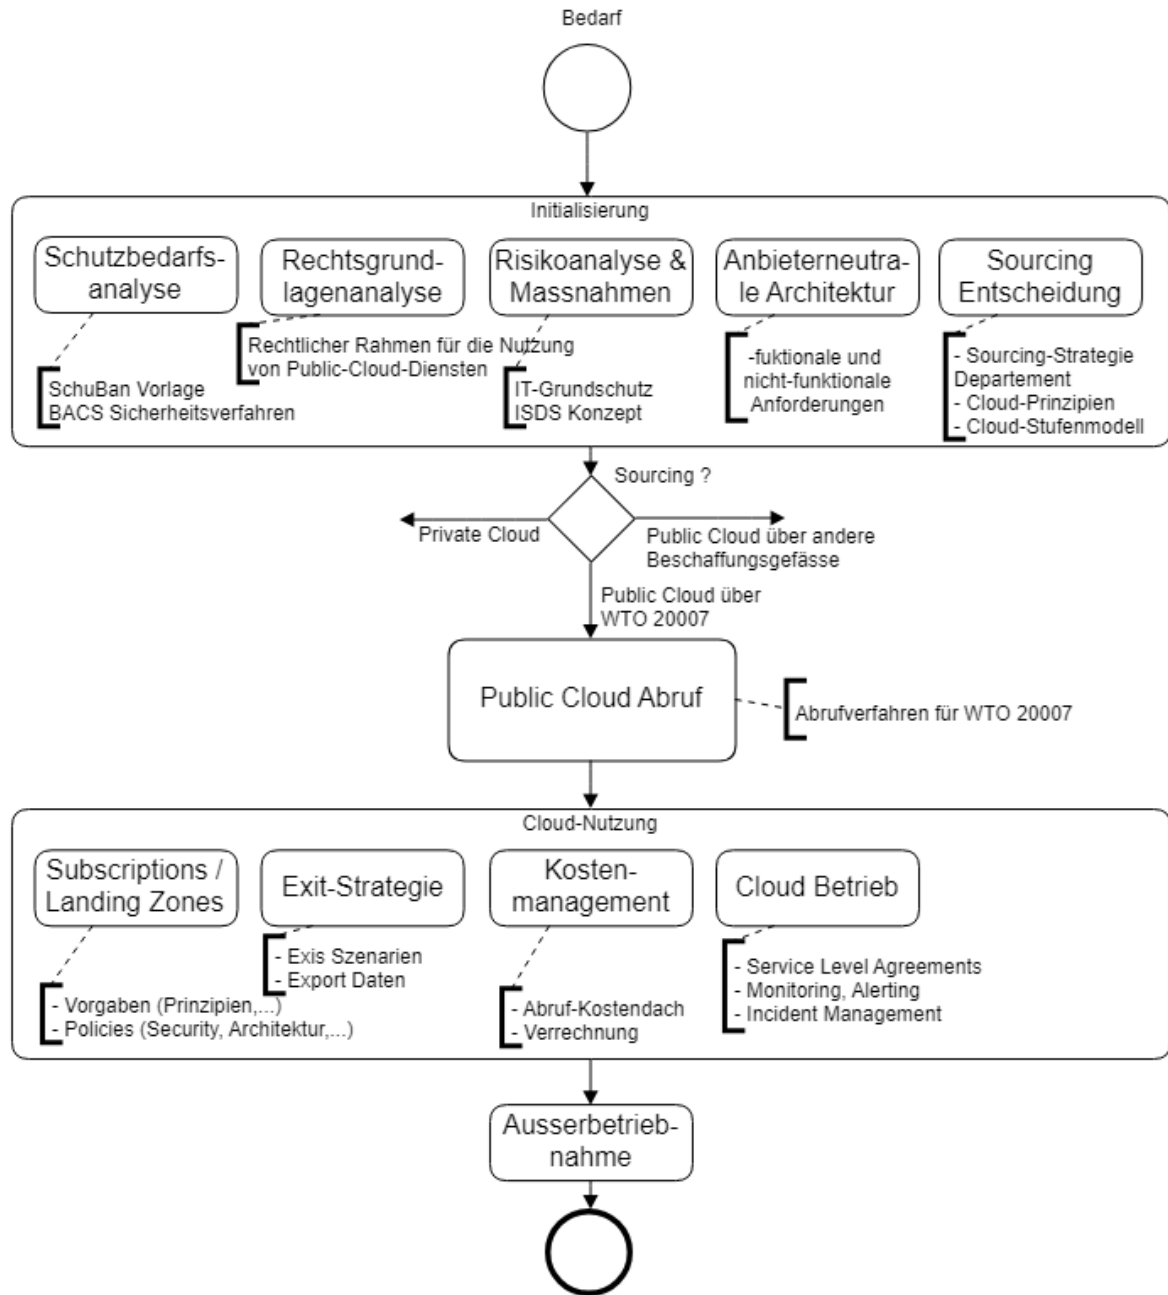 Bedarf
Initialisierung
Schutzbedarfs-
analyse
Rechtsgrund-
lagenanalyse
Risikoanalyse &
Massnahmen
Anbieterneutra-
le Architektur
Sourcing
Entscheidung
SchuBan Vorlage
BACS Sicherheitsverfahren
Rechtlicher Rahmen für die Nutzung
von Public-Cloud-Diensten
IT-Grundschutz
ISDS Konzept
-fuktionale und
nicht-funktionale
Anforderungen
- Sourcing-Strategie
Departement
- Cloud-Prinzipien
- Cloud-Stufenmodell
Sourcing ?
Private Cloud
Public Cloud über andere
Beschaffungsgefässe
Public Cloud über
WTO 20007
Public Cloud Abruf
Abrufverfahren für WTO 20007
Cloud-Nutzung
Subscriptions /
Landing Zones
Exit-Strategie
Kosten-
management
Cloud Betrieb
- Vorgaben (Prinzipien,...)
- Policies (Security, Architektur,...)
- Exis Szenarien
- Export Daten
- Abruf-Kostendach
- Verrechnung
- Service Level Agreements
- Monitoring, Alerting
- Incident Management
Ausserbetrieb-
nahme